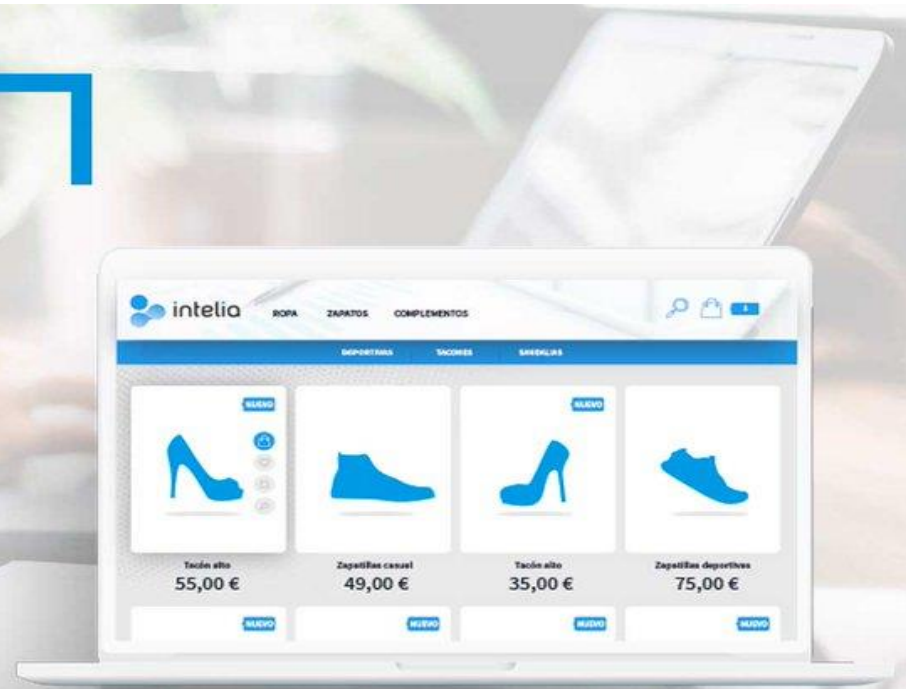 intelia
ROPA ZAPATOS COMPLEMENTOS
DEPORTIVAS TACONES SANDALIAS
NUEVO NUEVO
Tacón alto Zapatillas casual Tacón alto Zapatillas deportivas
55,00 € 49,00 € 35,00 € 75,00 €
NUEVO NUEVO NUEVO NUEVO